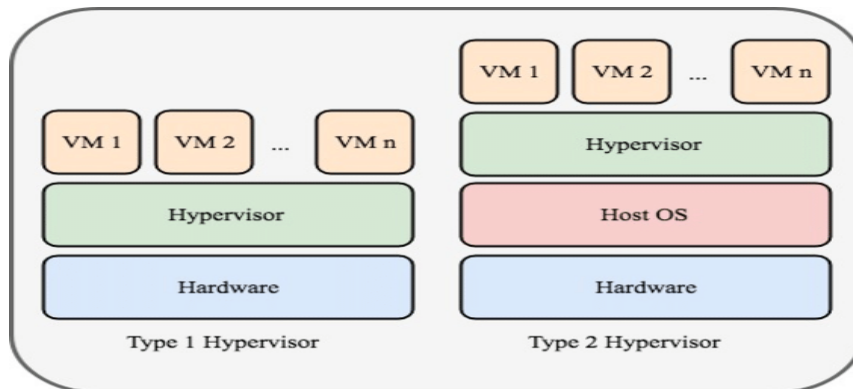 VM 1 VM 2 ... VM n
Hypervisor
Hardware
Type 1 Hypervisor
VM 1 VM 2 ... VM n
Hypervisor
Host OS
Hardware
Type 2 Hypervisor